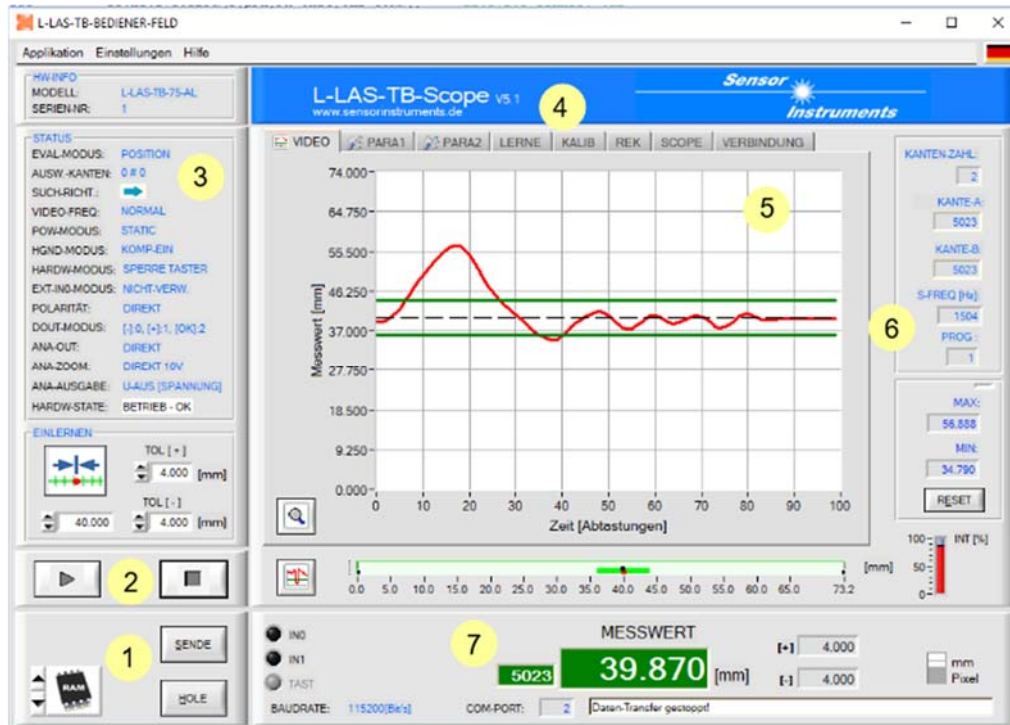 L-LAS-TB-BEDIENER-FELD
Applikation Einstellungen Hilfe
HW-INFO
MODELL: L-LAS-TB-75-AL
SERIEN-NR: 1
L-LAS-TB-Scope V5.1
www.sensorinstruments.de
Sensor
Instruments
4
STATUS
EVAL-MODUS: POSITION
AUSW.-KANTEN: 0 # 0
SUCH-RICHT.:
VIDEO-FREQ: NORMAL
POW-MODUS: STATIC
HGND-MODUS: KOMP-EIN
HARDW-MODUS: SPERRE TASTER
EXT-IN0-MODUS: NICHT-VERW.
POLARITÄT: DIREKT
DOUT-MODUS: [-]:0, [+]:1, [OK]:2
ANA-OUT: DIREKT
ANA-ZOOM: DIREKT 10V
ANA-AUSGABE: U-AUS [SPANNUNG]
HARDW-STATE: BETRIEB - OK
3
EINLERNEN
TOL [ + ]
4.000 [mm]
TOL [ - ]
40.000 4.000 [mm]
2
1
SENDE
RAM
HOLE
VIDEO PARA1 PARA2 LERNE KALIB REK SCOPE VERBINDUNG
5
Messwert [mm]
74.000
64.750
55.500
46.250
37.000
27.750
18.500
9.250
0.000
0 10 20 30 40 50 60 70 80 90 100
Zeit [Abtastungen]
KANTEN-ZAHL:
2
KANTE-A:
5023
KANTE-B:
5023
S-FREQ [Hz]:
1504
PROG :
1
6
MAX:
56.888
MIN:
34.790
RESET
100 INT [%]
50
0
[mm]
0.0 5.0 10.0 15.0 20.0 25.0 30.0 35.0 40.0 45.0 50.0 55.0 60.0 65.0 73.2
IN0
IN1
TAST
7
MESSWERT
5023 39.870 [mm]
[+] 4.000
[-] 4.000
mm
Pixel
BAUDRATE: 115200[Bit/s] COM-PORT: 2 Daten-Transfer gestoppt!